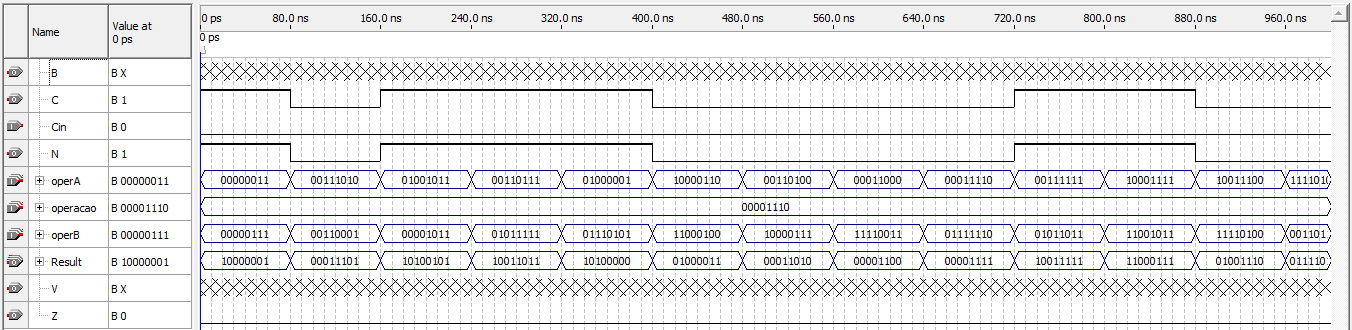 Name
Value at
0 ps
0 ps 80.0 ns 160.0 ns 240.0 ns 320.0 ns 400.0 ns 480.0 ns 560.0 ns 640.0 ns 720.0 ns 800.0 ns 880.0 ns 960.0 ns
0 ps
B B X
C B 1
Cin B 0
N B 1
operA B 00000011 00000011 00111010 01001011 00110111 01000001 10000110 00110100 00011000 00011110 00111111 10001111 10011100 1111010
operacao B 00001110 00001110
operB B 00000111 00000111 00110001 00001011 01011111 01110101 11000100 10000111 11110011 01111110 01011011 11001011 11110100 001101
Result B 10000001 10000001 00011101 10100101 10011011 10100000 01000011 00011010 00001100 00001111 10011111 11000111 01001110 011110
V B X
Z B 0